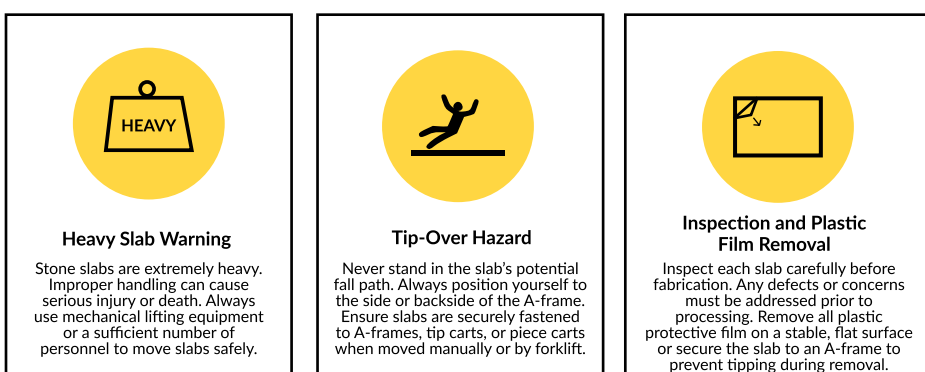 HEAVY
Heavy Slab Warning
Stone slabs are extremely heavy.
Improper handling can cause
serious injury or death. Always
use mechanical lifting equipment
or a sufficient number of
personnel to move slabs safely.
Tip-Over Hazard
Never stand in the slab's potential
fall path. Always position yourself to
the side or backside of the A-frame.
Ensure slabs are securely fastened
to A-frames, tip carts, or piece carts
when moved manually or by forklift.
Inspection and Plastic
Film Removal
Inspect each slab carefully before
fabrication. Any defects or concerns
must be addressed prior to
processing. Remove all plastic
protective film on a stable, flat surface
or secure the slab to an A-frame to
prevent tipping during removal.